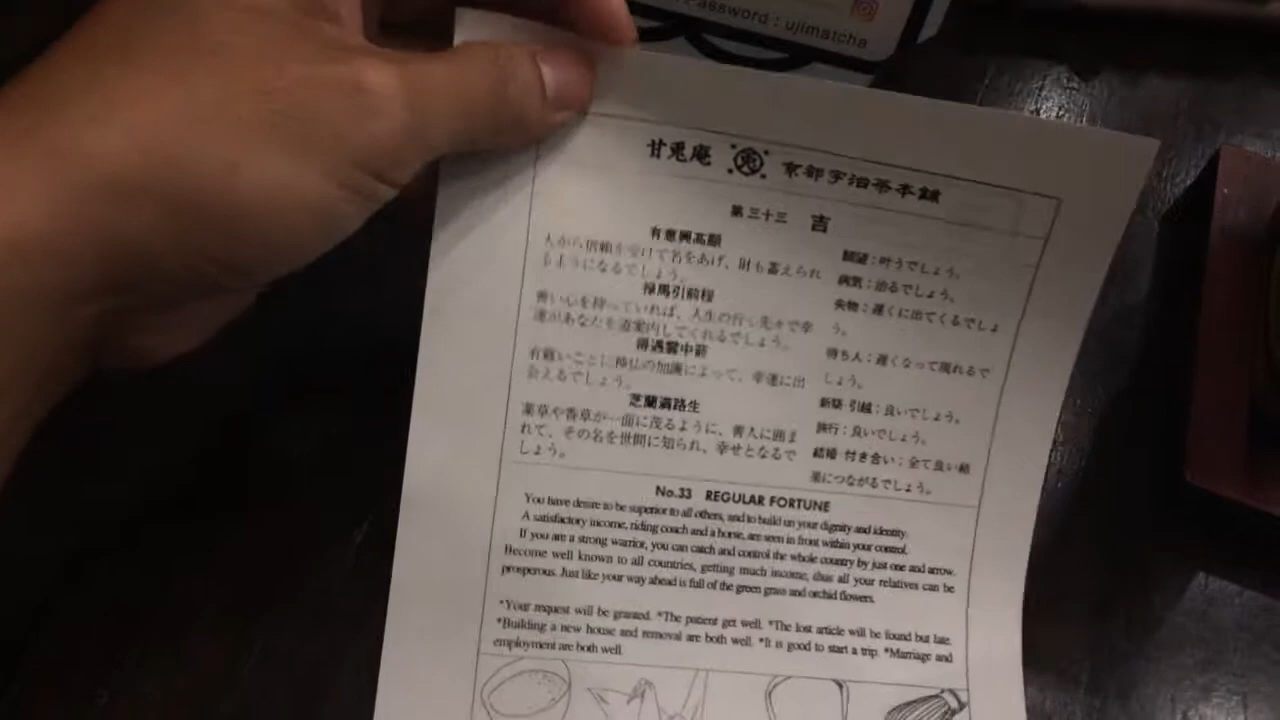 Password : ujimatcha
甘兎庵 兎 京都宇治茶本舗
第三十三 吉
有意興高顕
人から信頼を受けて名をあげ、財も蓄えられ
るようになるでしょう。
禄馬引前程
善い心を持っていれば、人生の行く先々で幸
運があなたを道案内してくれるでしょう。
得遇雲中箭
有難いことに神仏の加護によって、幸運に出
会えるでしょう。
芝蘭満路生
薬草や香草が一面に茂るように、善人に囲ま
れて、その名を世間に知られ、幸せとなるで
しょう。
願望：叶うでしょう。
病気：治るでしょう。
失物：遅くに出てくるでしょ
う。
待ち人：遅くなって現れるで
しょう。
新築·引越：良いでしょう。
旅行：良いでしょう。
結婚·付き合い：全て良い結
果につながるでしょう。
No.33 REGULAR FORTUNE
You have desire to be superior to all others, and to build un your dignity and identity.
A satisfactory income, riding coach and a horse, are seen in front within your control.
If you are a strong warrior, you can catch and control the whole country by just one and arrow.
Become well known to all countries, getting much income, thus all your relatives can be
prosperous. Just like your way ahead is full of the green grass and orchid flowers.
*Your request will be granted. *The patient get well. *The lost article will be found but late.
*Building a new house and removal are both well. *It is good to start a trip. *Marriage and
employment are both well.